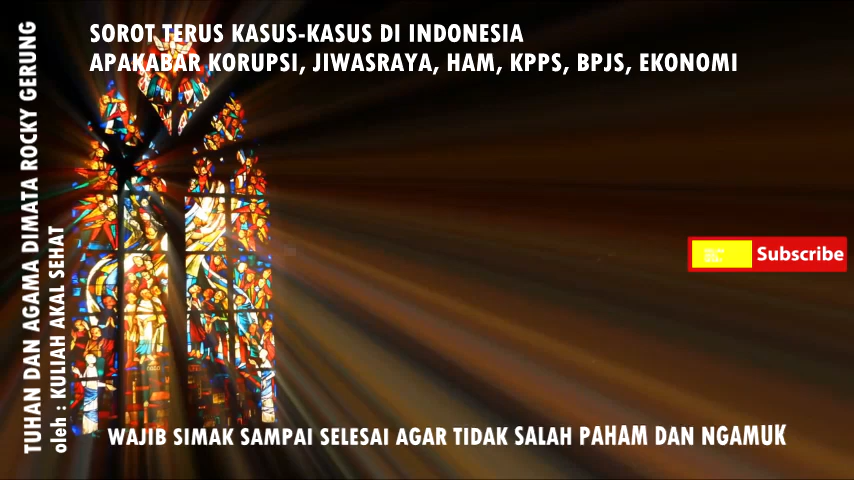 SOROT TERUS KASUS-KASUS DI INDONESIA
APAKABAR KORUPSI, JIWASRAYA, HAM, KPPS, BPJS, EKONOMI
TUHAN DAN AGAMA DIMATA ROCKY GERUNG
oleh : KULIAH AKAL SEHAT
Subscribe
WAJIB SIMAK SAMPAI SELESAI AGAR TIDAK SALAH PAHAM DAN NGAMUK